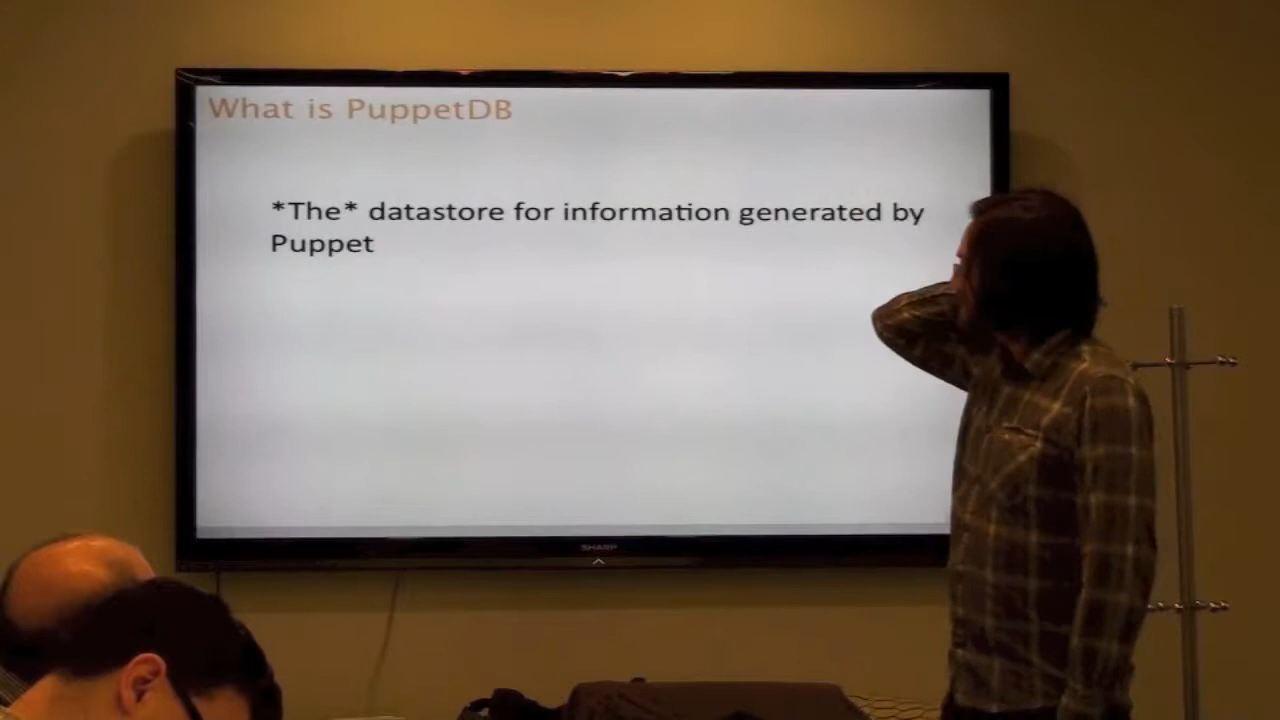 What is PuppetDB
*The* datastore for information generated by
Puppet
SHARP